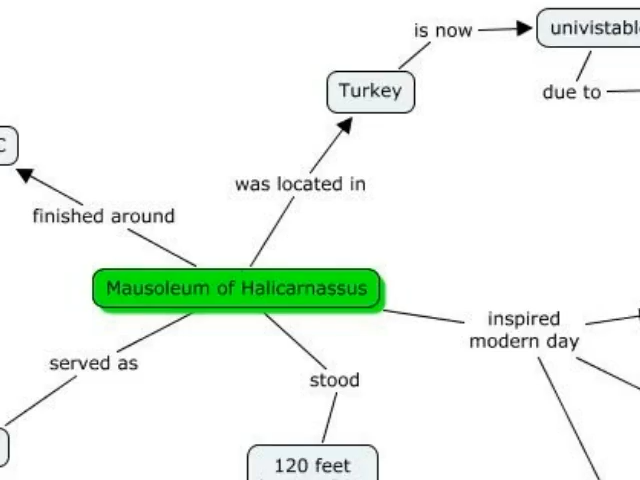 is now
univistabl
Turkey
due to
C
was located in
finished around
Mausoleum of Halicarnassus
inspired
modern day
served as
stood
120 feet